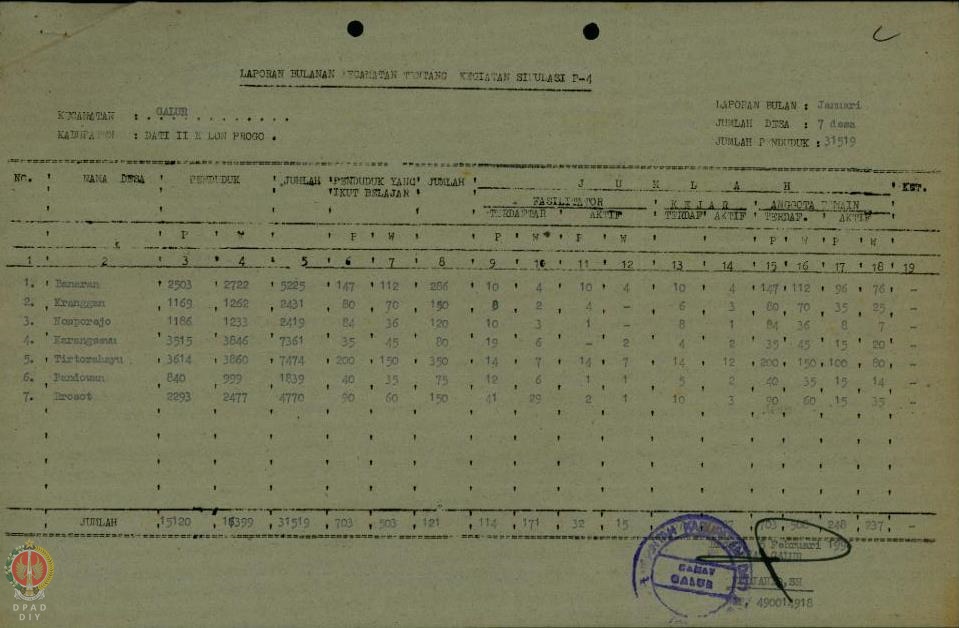 LAPORAN BULANAN KECAMATAN TENTANG KEGIATAN SIMULASI P-4
KECAMATAN : GALUR
KABUPATEN : DATI II KULON PROGO .
LAPORAN BULAN : Januari
JUMLAH DESA : 7 desa
JUMLAH PENDUDUK : 31519
No. NAMA DESA PENDUDUK JUMLAH PENDUDUK YANG IKUT BELAJAR JUMLAH J U M L A H KET.
FASILITATOR K E J A R ANGGOTA BERMAIN
TERDAFTAR AKTIF TERDAF. AKTIF TERDAF. AKTIF
P W P W P W P W P W P W
1 2 3 4 5 6 7 8 9 10 11 12 13 14 15 16 17 18 19
1. Banaran 2503 2722 5225 147 112 286 10 4 10 4 10 4 147 112 96 76 -
2. Kranggan 1169 1262 2431 80 70 150 8 2 4 - 6 3 80 70 35 25 -
3. Nosporejo 1186 1233 2419 84 36 120 10 3 1 - 8 1 84 36 8 7 -
4. Karangsewu 3515 3846 7361 35 45 80 19 6 - 2 4 2 35 45 15 20 -
5. Tirtorahayu 3614 3860 7474 200 150 350 14 7 14 7 14 12 200 150 100 80 -
6. Pandowan 840 999 1839 40 35 75 12 6 1 1 5 2 40 35 15 14 -
7. Brosot 2293 2477 4770 90 60 150 41 29 2 1 10 3 90 60 15 35 -
JUMLAH 15120 16399 31519 703 503 121 114 171 32 15 248 237 -
Februari 199
GALUR
CAMAT
GALUR
SH
490014918
DPAD
DIY